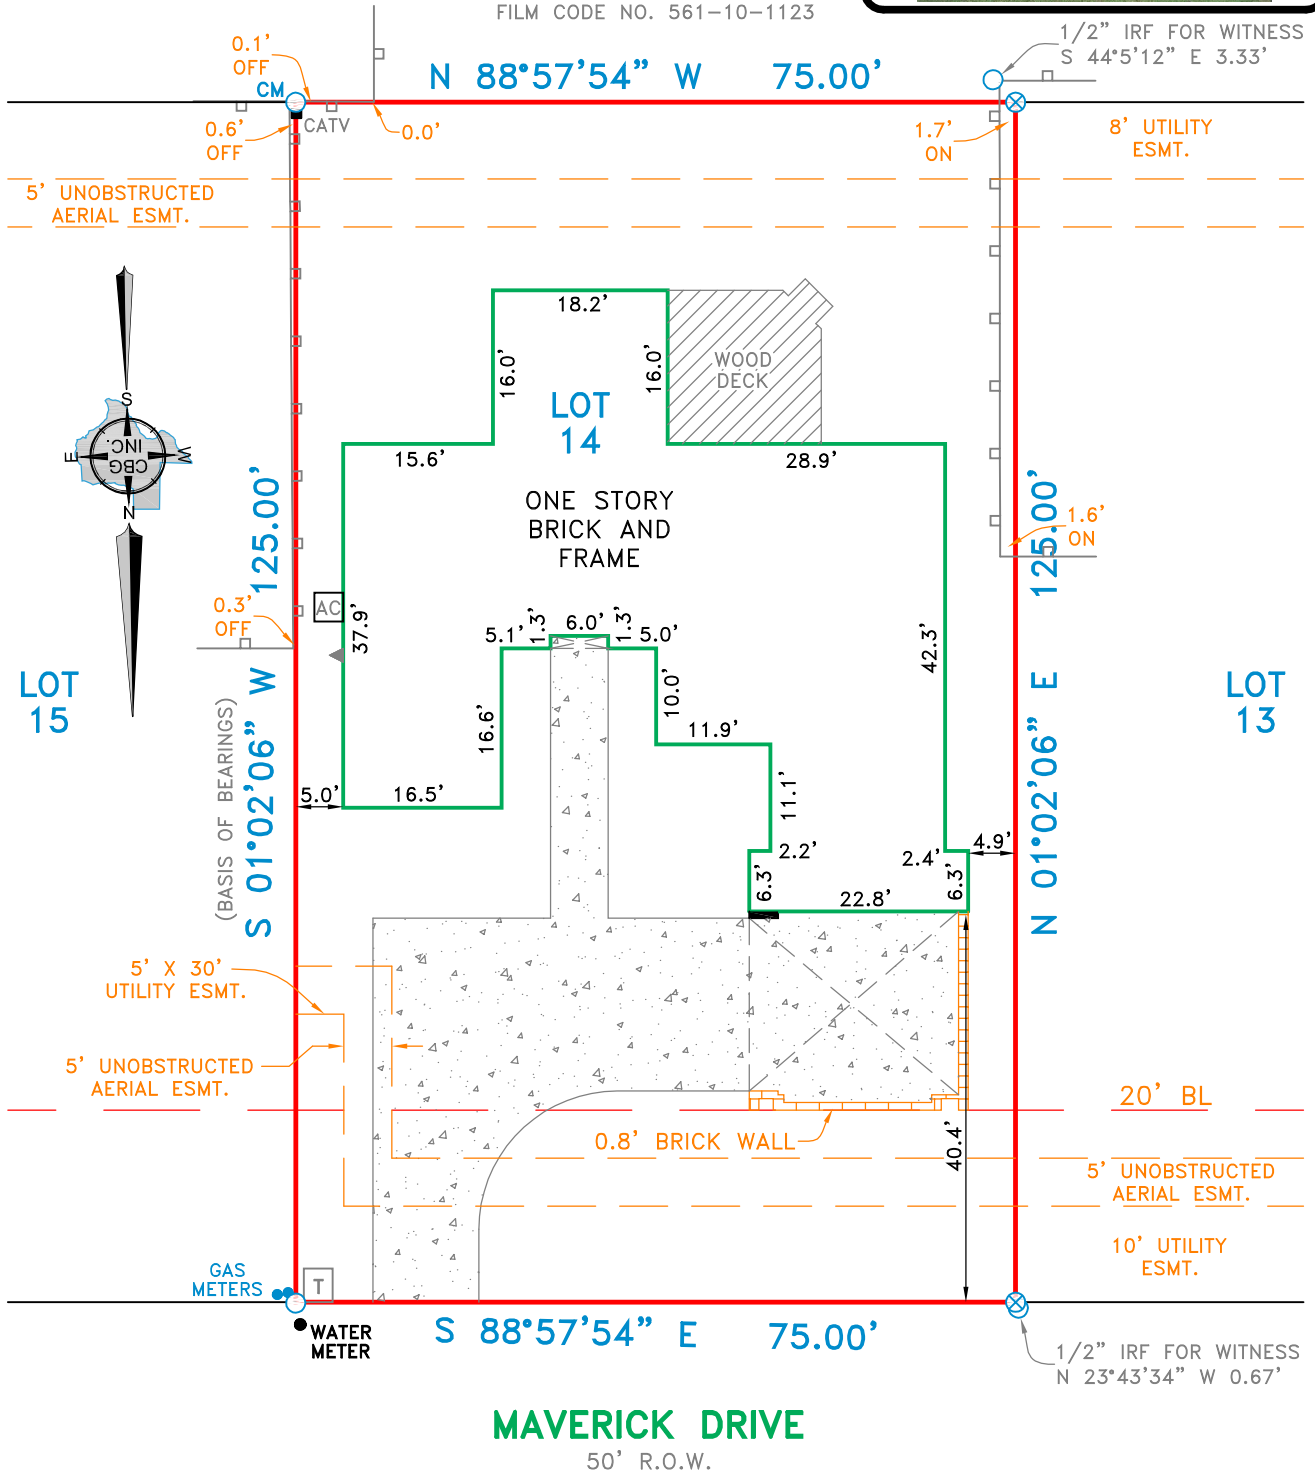 FILM CODE NO. 561-10-1123
1/2" IRF FOR WITNESS
S 44°5'12" E 3.33'
0.1'
OFF
N 88°57'54" W 75.00'
CM
CATV
0.6'
OFF
0.0'
1.7'
ON
8' UTILITY
ESMT.
5' UNOBSTRUCTED
AERIAL ESMT.
18.2'
16.0'
16.0'
WOOD
DECK
LOT
14
S
E
W
N
CBG
INC.
15.6'
28.9'
ONE STORY
BRICK AND
FRAME
S 01°02'06" W 125.00'
(BASIS OF BEARINGS)
N 01°02'06" E 125.00'
1.6'
ON
0.3'
OFF
AC
37.9'
5.1'
1.3'
6.0'
1.3'
5.0'
42.3'
LOT
15
LOT
13
10.0'
16.6'
11.9'
5.0'
16.5'
11.1'
2.2'
2.4'
4.9'
6.3'
6.3'
22.8'
5' X 30'
UTILITY ESMT.
5' UNOBSTRUCTED
AERIAL ESMT.
20' BL
0.8' BRICK WALL
40.4'
5' UNOBSTRUCTED
AERIAL ESMT.
10' UTILITY
ESMT.
GAS
METERS
T
WATER
METER
S 88°57'54" E 75.00'
1/2" IRF FOR WITNESS
N 23°43'34" W 0.67'
MAVERICK DRIVE
50' R.O.W.